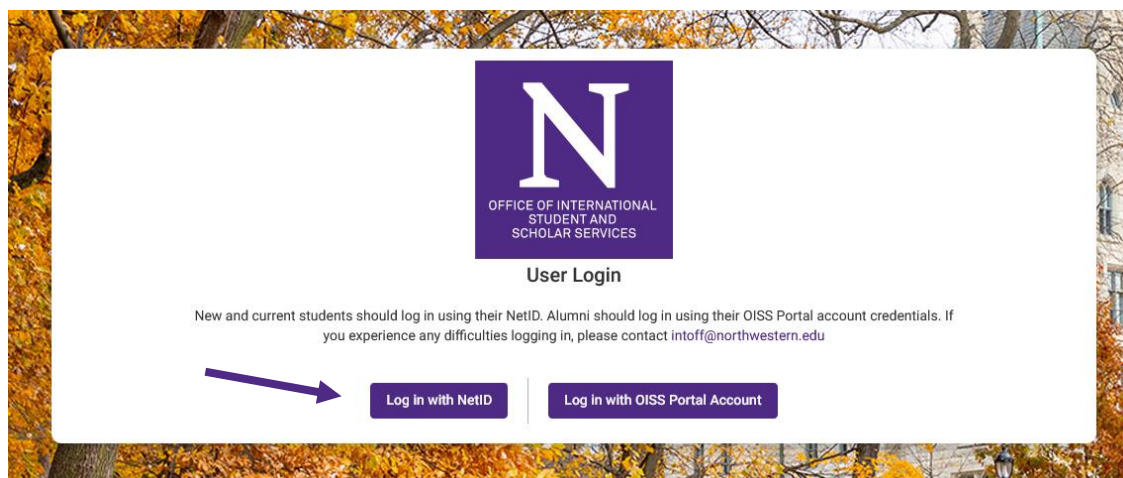 N
OFFICE OF INTERNATIONAL
STUDENT AND
SCHOLAR SERVICES
User Login
New and current students should log in using their NetID. Alumni should log in using their OISS Portal account credentials. If
you experience any difficulties logging in, please contact intoff@northwestern.edu
Log in with NetID
Log in with OISS Portal Account